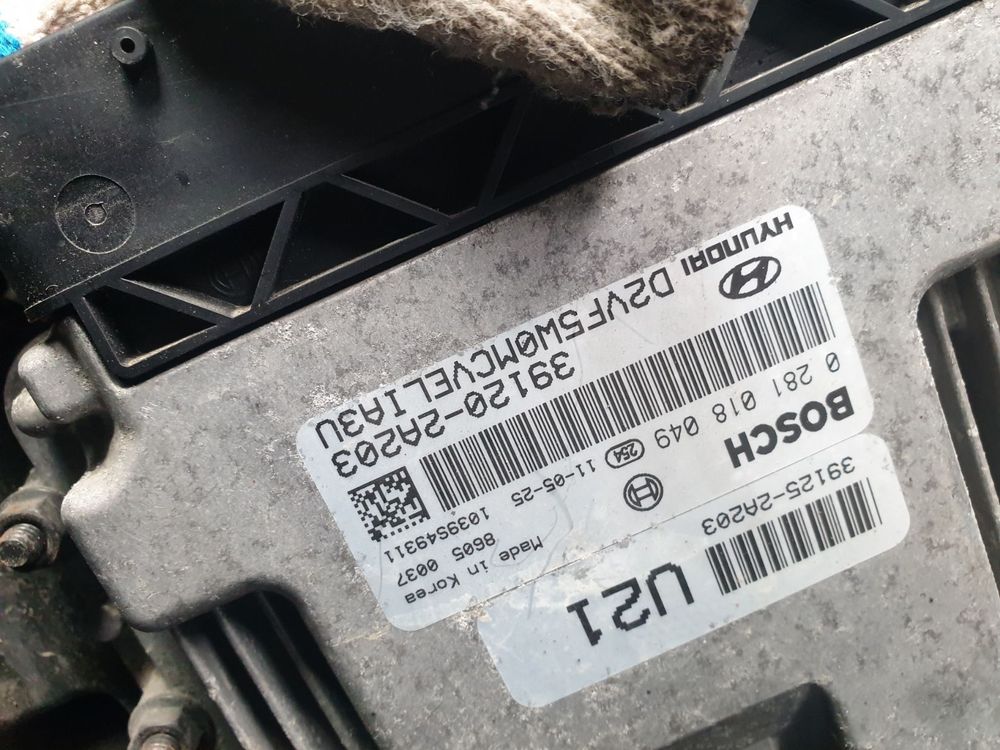 HYUNDAI D2VF5W0MCVELIA3U
39120-2A203
0 281 018 049 254 11-05-25 1039S49311
BOSCH 8605 0037
Made in Korea
39125-2A203
U21